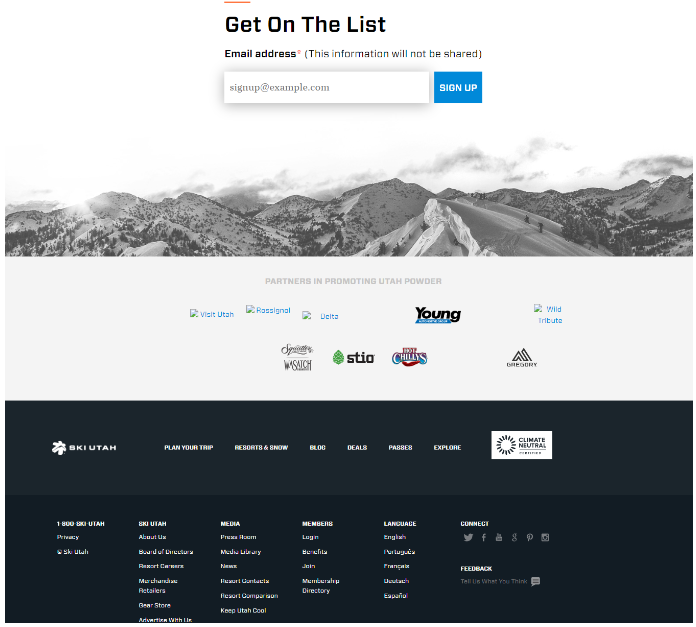 Get On The List
Email address* (This information will not be shared)
signup@example.com
SIGN UP
PARTNERS IN PROMOTING UTAH POWDER
Visit Utah
Rossignol
Delta
Young
Wild
Tribute
Sprinter
WASATCH
stio
HOT
CHILLYS
GREGORY
SKI UTAH
PLAN YOUR TRIP
RESORTS & SNOW
BLOG
DEALS
PASSES
EXPLORE
CLIMATE
NEUTRAL
CERTIFIED
1-800-SKI-UTAH
Privacy
© Ski Utah
SKI UTAH
About Us
Board of Directors
Resort Careers
Merchandise
Retailers
Gear Store
Advertise With Us
MEDIA
Press Room
Media Library
News
Resort Contacts
Resort Comparison
Keep Utah Cool
MEMBERS
Login
Benefits
Join
Membership
Directory
LANGUAGE
English
Português
Français
Deutsch
Español
CONNECT
FEEDBACK
Tell Us What You Think